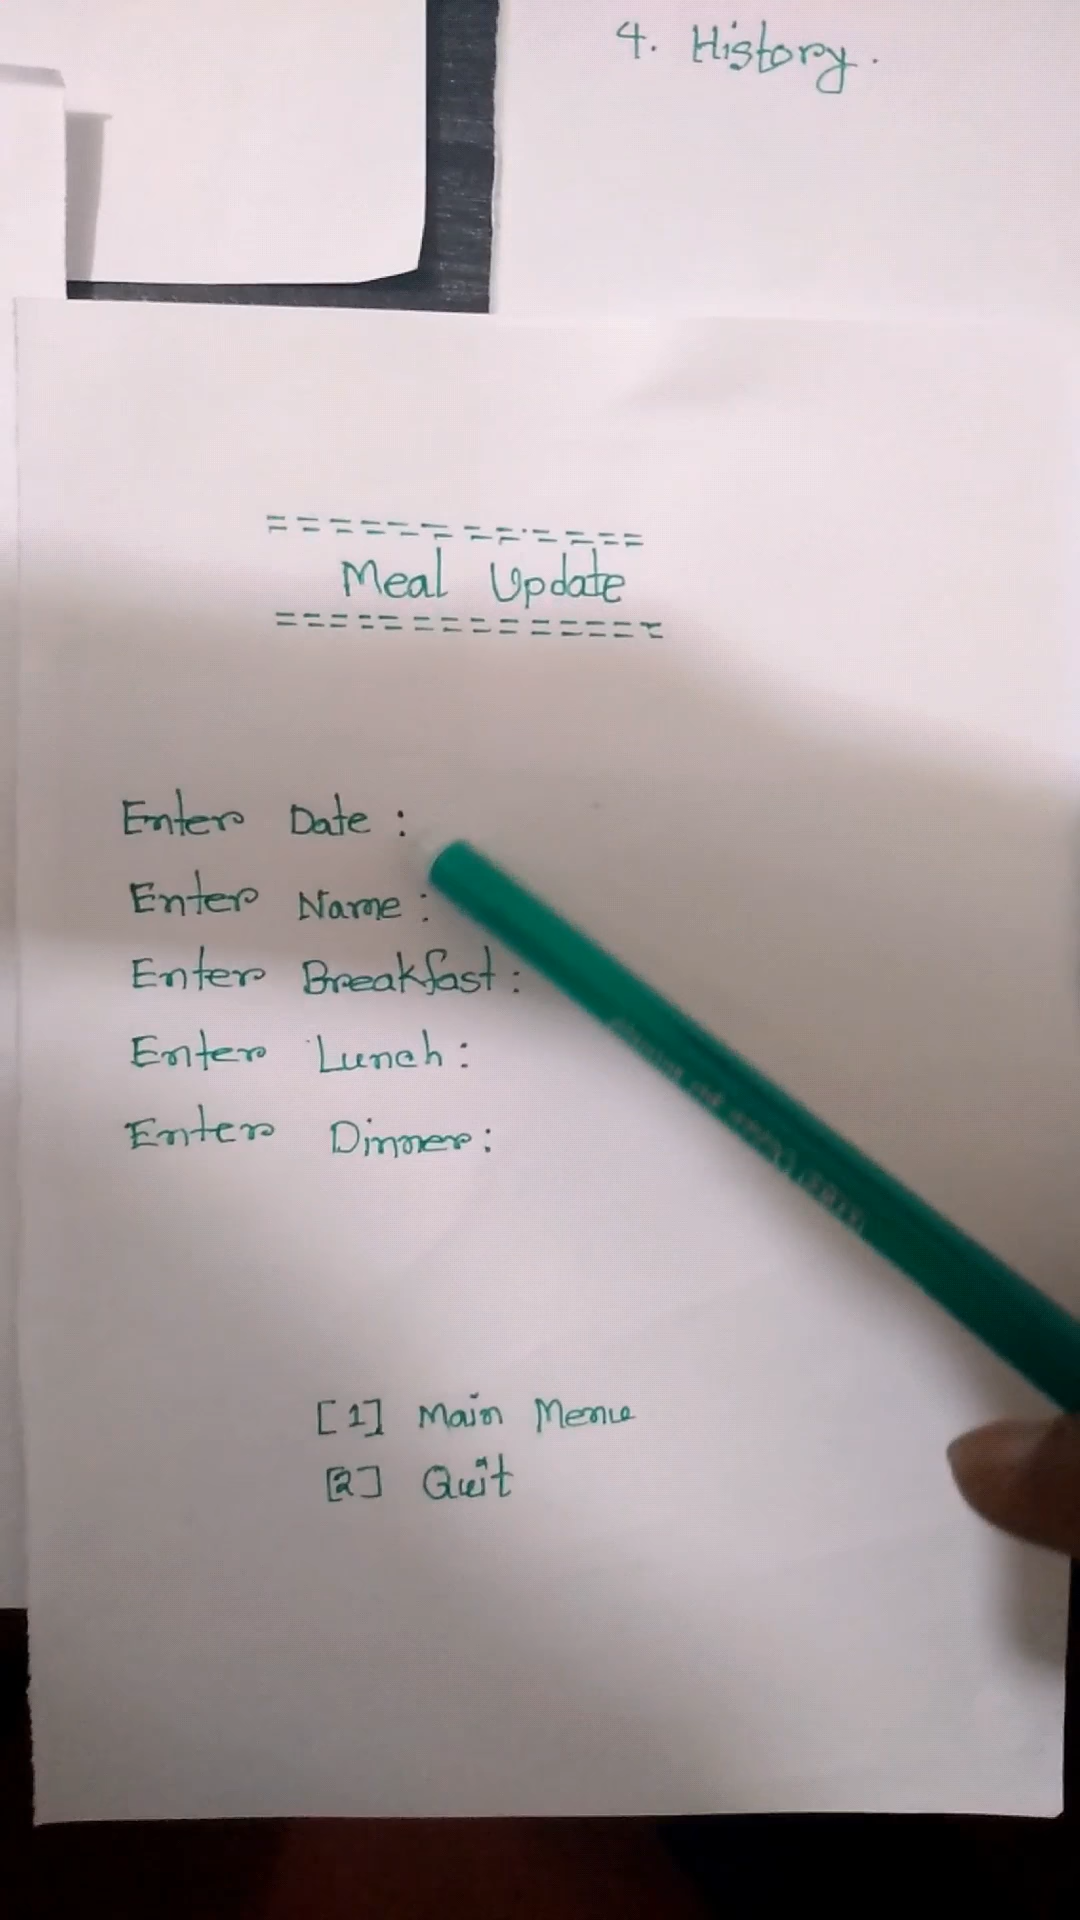 4. History.
=============
Meal Update
==============
Enter Date :
Enter Name :
Enter Breakfast :
Enter Lunch :
Enter Dinner :
[1] Main Menu
[2] Quit